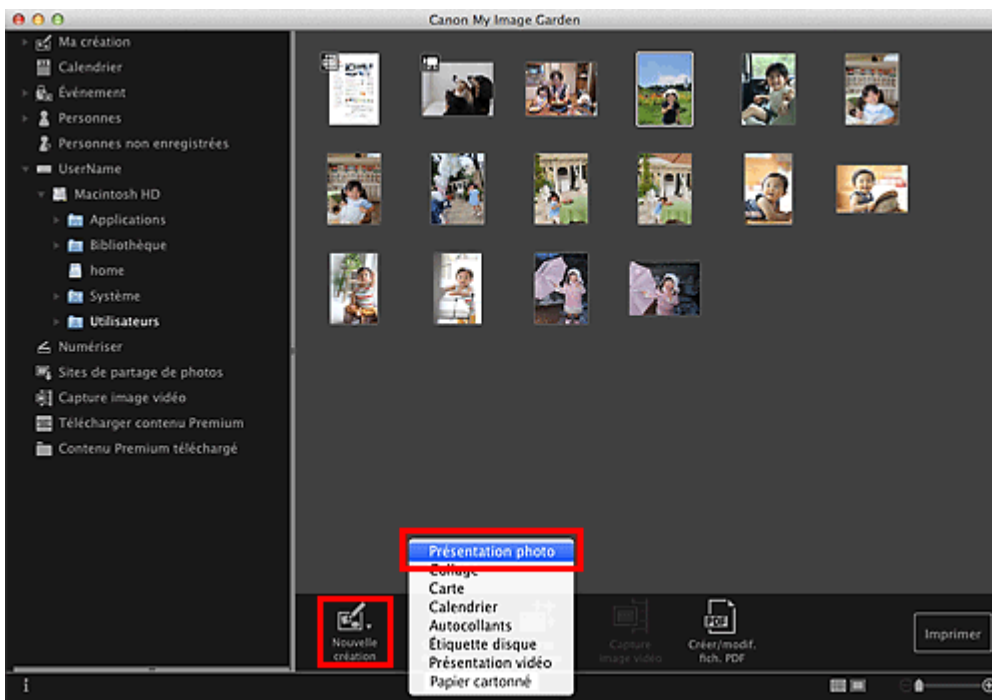 Canon My Image Garden
Ma création
Calendrier
Événement
Personnes
Personnes non enregistrées
UserName
Macintosh HD
Applications
Bibliothèque
home
Système
Utilisateurs
Numériser
Sites de partage de photos
Capture image vidéo
Télécharger contenu Premium
Contenu Premium téléchargé
Présentation photo
Collage
Carte
Calendrier
Autocollants
Étiquette disque
Présentation vidéo
Papier cartonné
Nouvelle
création
Capture
image vidéo
PDF
Créer/modif.
fich. PDF
Imprimer